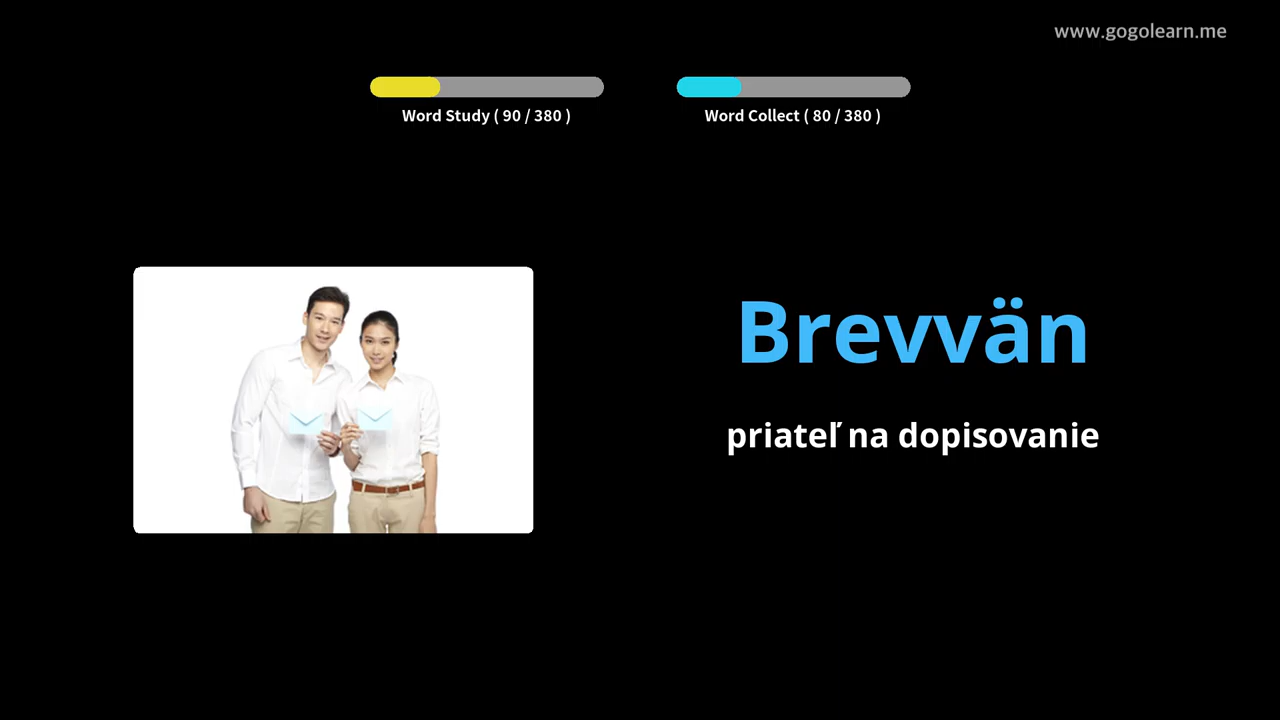 www.gogolearn.me
Word Study ( 90 / 380 )
Word Collect ( 80 / 380 )
Brevvän
priateľ na dopisovanie